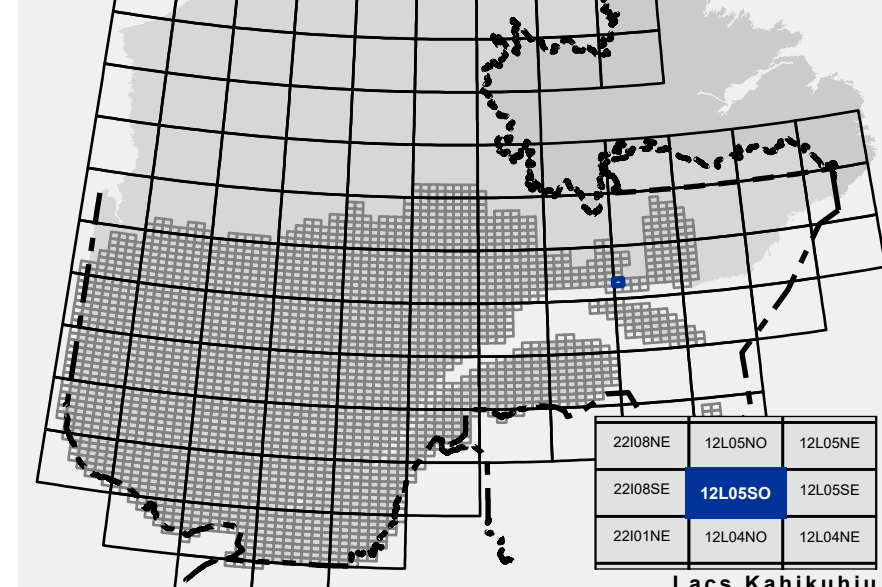 22I08NE 12L05NO 12L05NE
22I08SE 12L05SO 12L05SE
22I01NE 12L04NO 12L04NE
Lacs Kahikuhiu